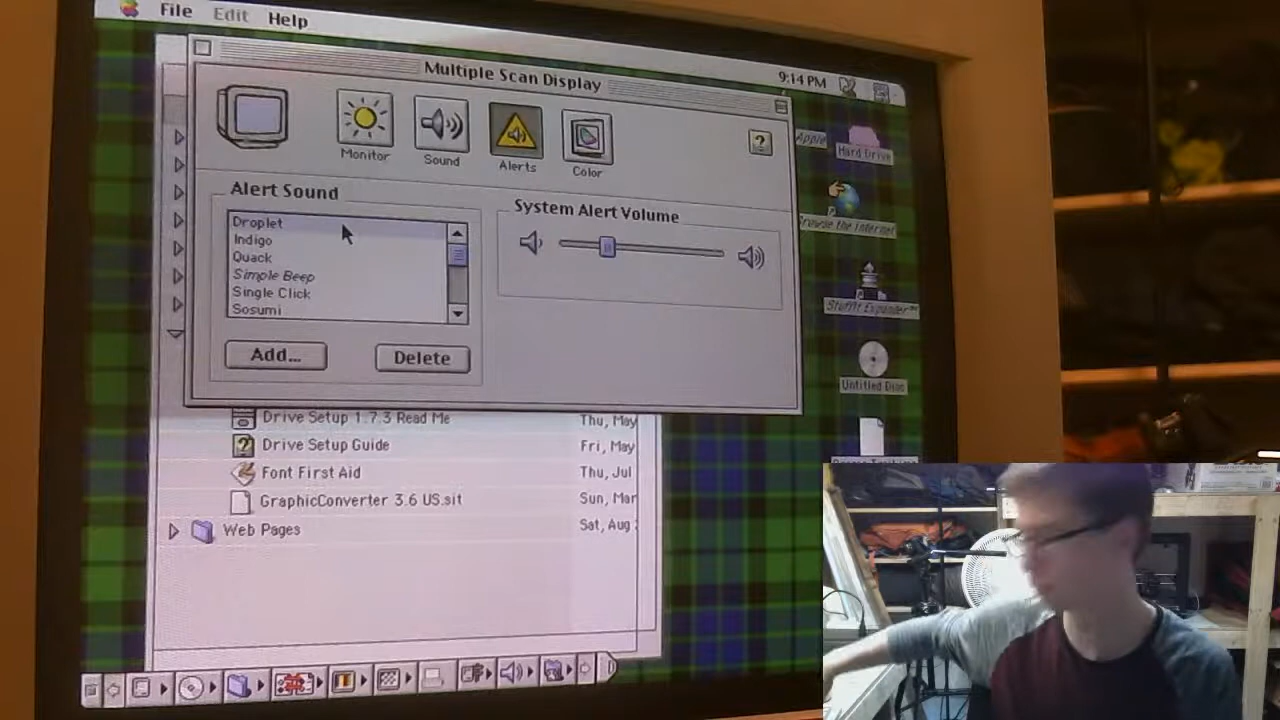 File Edit Help
9:14 PM
Multiple Scan Display
Monitor Sound Alerts Color
Alert Sound
Droplet
Indigo
Quack
Simple Beep
Single Click
Sosumi
Add... Delete
System Alert Volume
Apple
Hard Drive
Browse the Internet
StuffIt Expander™
Untitled Disc
Drive Setup 1.7.3 Read Me Thu, May
Drive Setup Guide Fri, May
Font First Aid Thu, Jul
GraphicConverter 3.6 US.sit Sun, Mar
Web Pages Sat, Aug